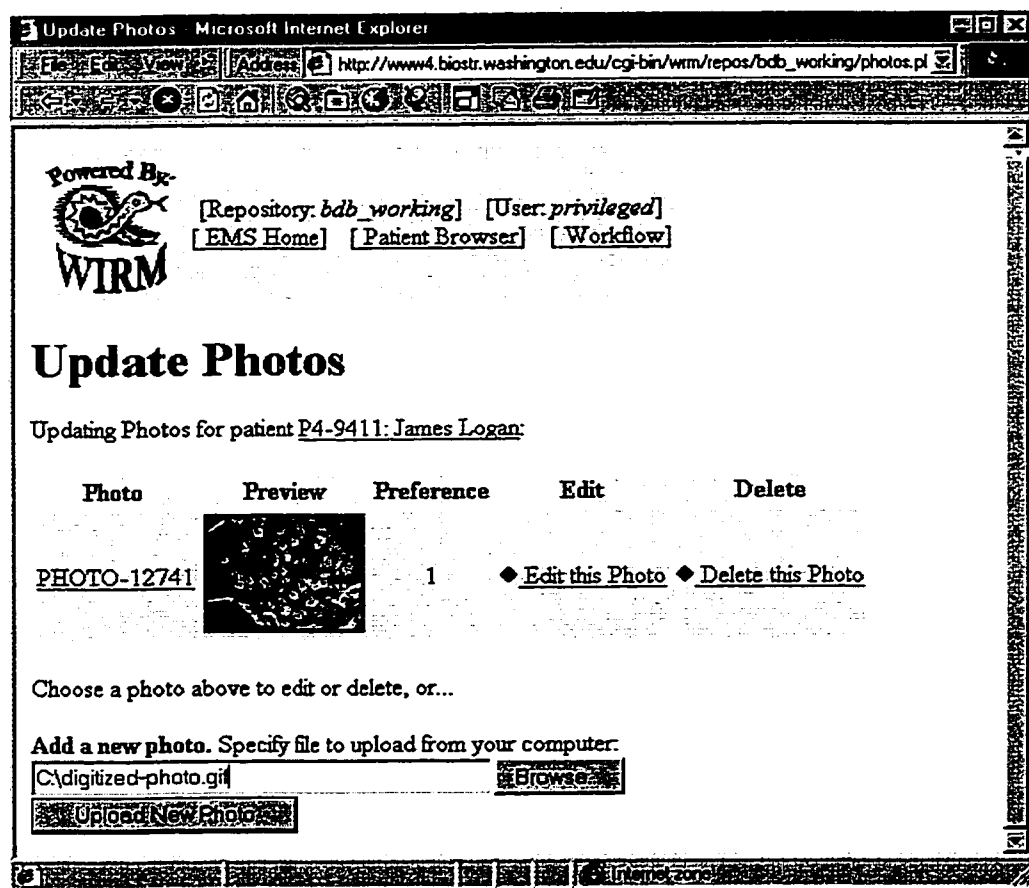 Update Photos - Microsoft Internet Explorer
File Edit View Address http://www4.biostr.washington.edu/cgi-bin/wrm/repos/bdb_working/photos.pl
Powered By:
WIRM
[Repository: bdb_working] [User: privileged]
[ EMS Home] [ Patient Browser] [ Workflow]
Update Photos
Updating Photos for patient P4-9411: James Logan:
Photo Preview Preference Edit Delete
PHOTO-12741 1 Edit this Photo Delete this Photo
Choose a photo above to edit or delete, or...
Add a new photo. Specify file to upload from your computer:
C:\digitized-photo.gif Browse...
Upload New Photo
Internet zone